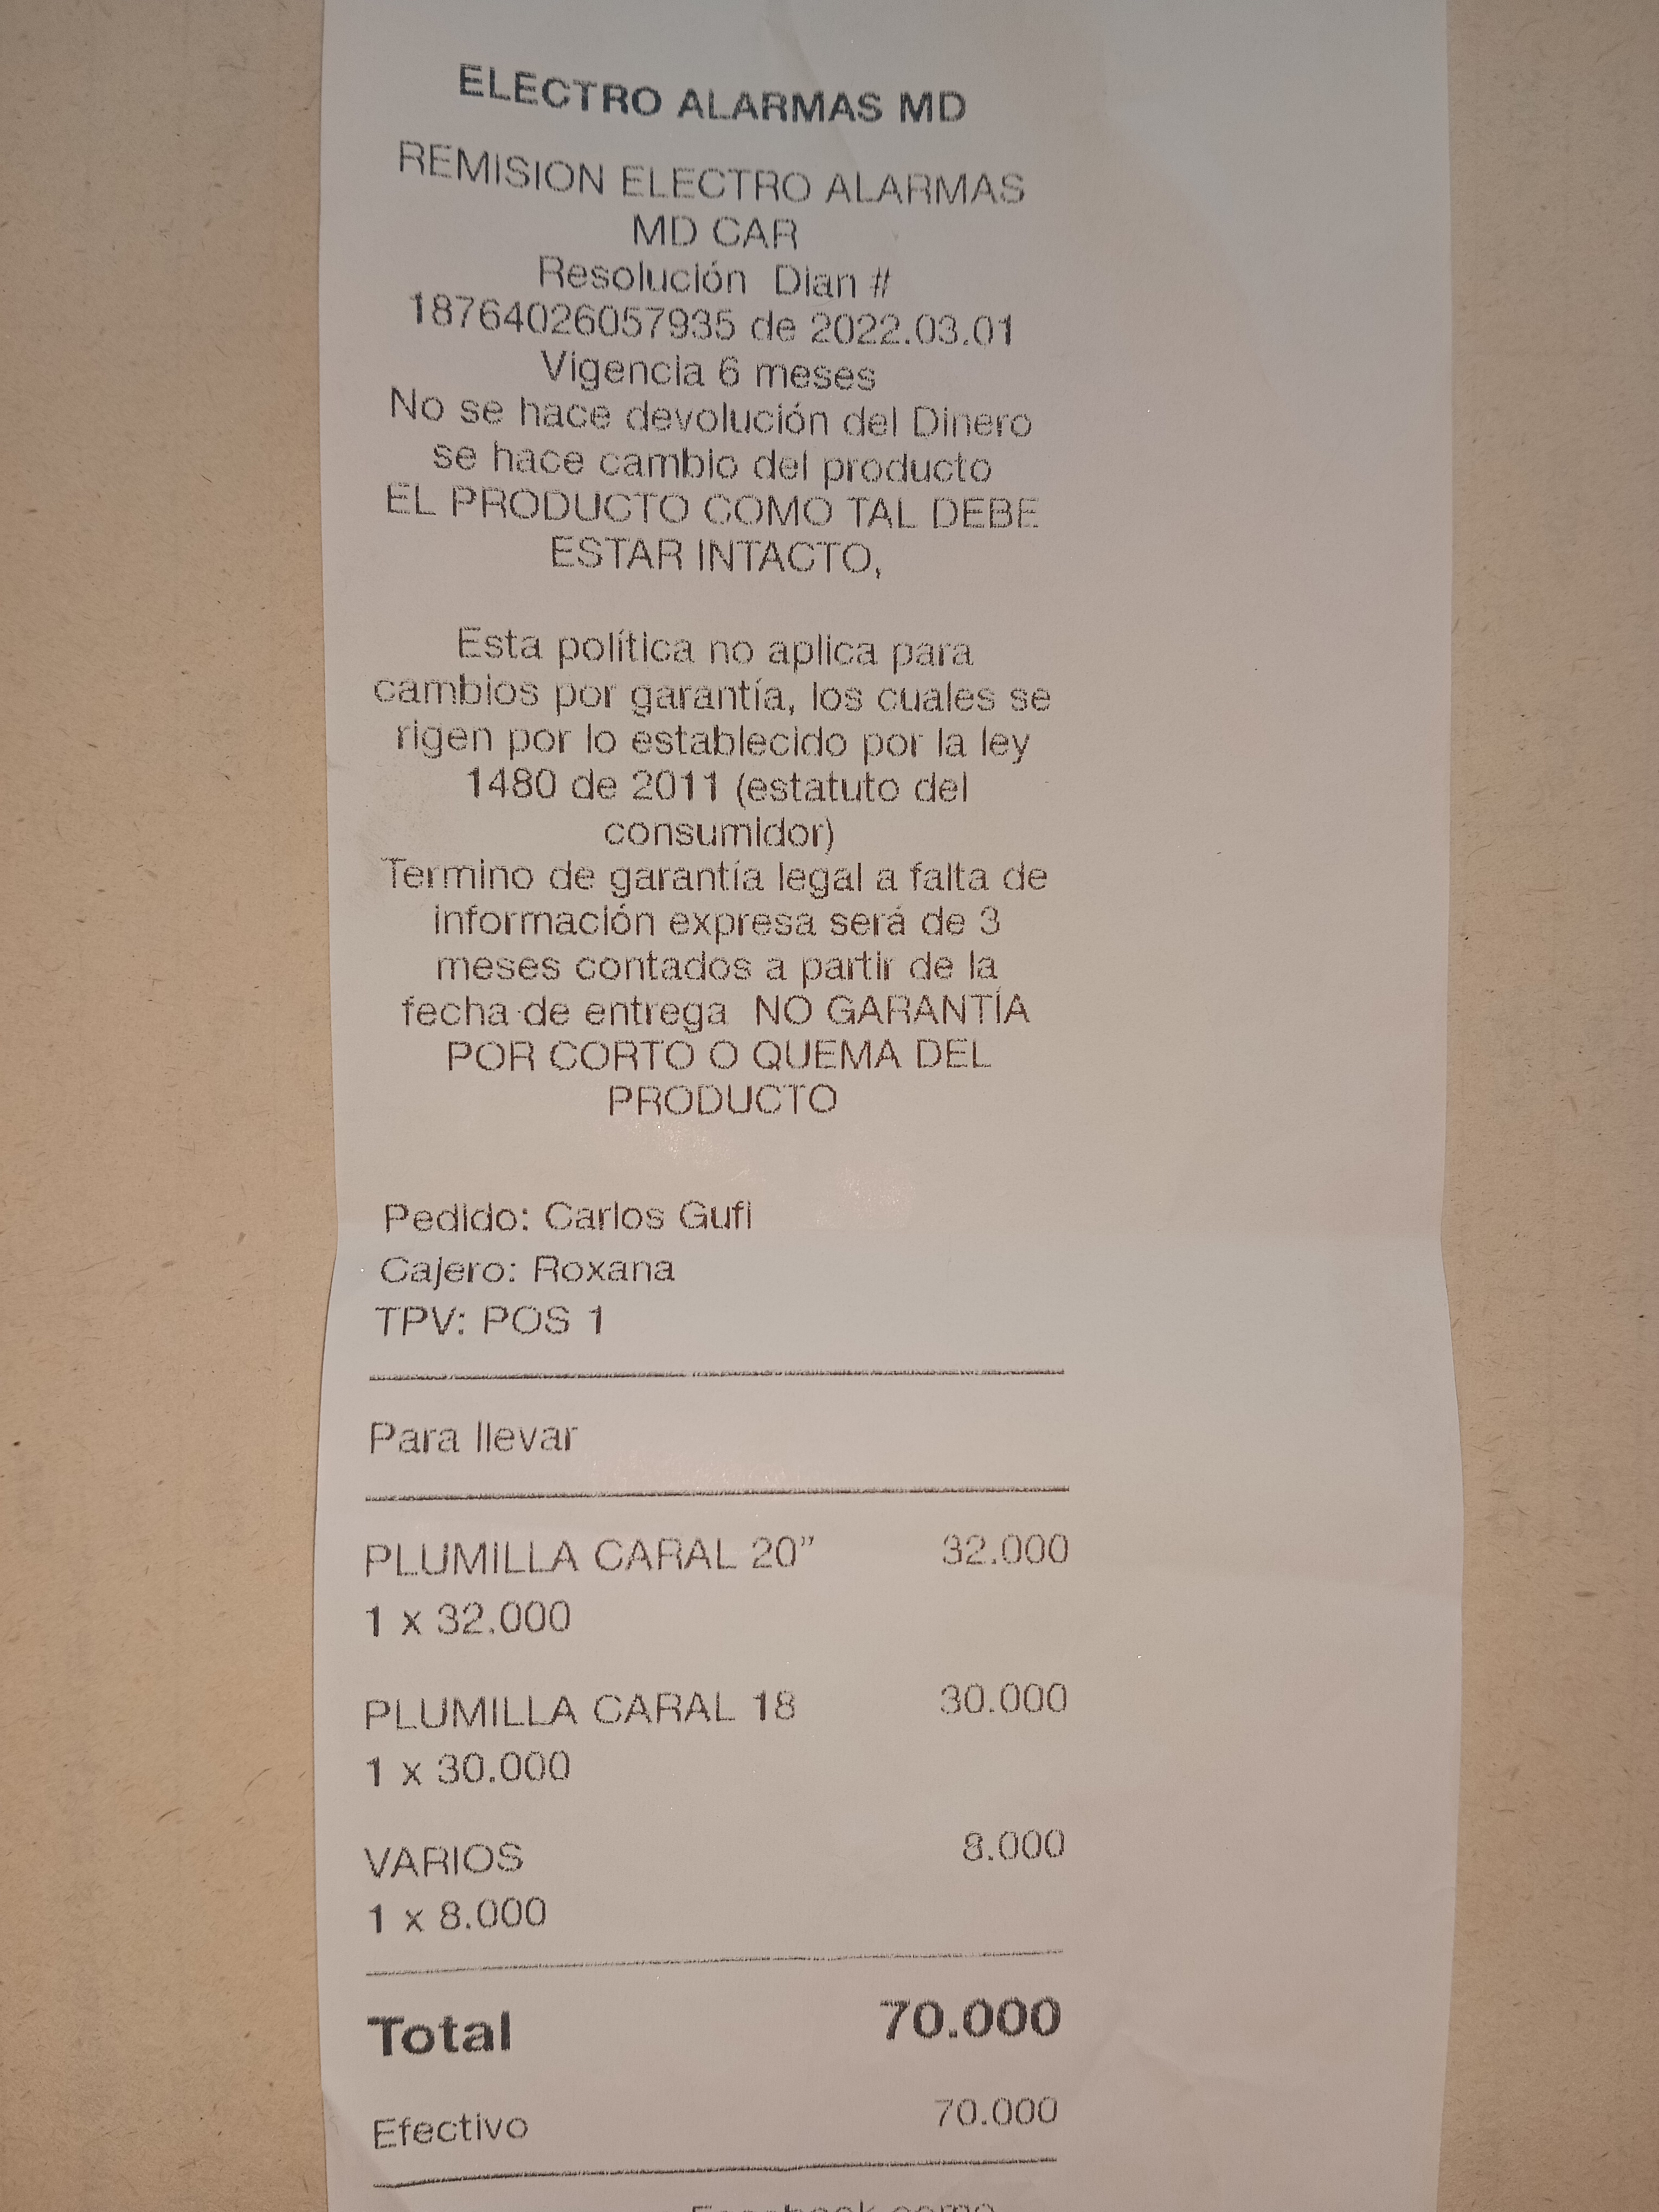 ELECTRO ALARMAS MD
REMISION ELECTRO ALARMAS
MD CAR
Resolución Dian #
18764026057935 de 2022.03.01
Vigencia 6 meses
No se hace devolución del Dinero
se hace cambio del producto
EL PRODUCTO COMO TAL DEBE
ESTAR INTACTO,
Esta política no aplica para
cambios por garantía, los cuales se
rigen por lo establecido por la ley
1480 de 2011 (estatuto del
consumidor)
Termino de garantía legal a falta de
información expresa será de 3
meses contados a partir de la
fecha de entrega NO GARANTÍA
POR CORTO O QUEMA DEL
PRODUCTO
Pedido: Carlos Gufi
Cajero: Roxana
TPV: POS 1
Para llevar
PLUMILLA CARAL 20” 32.000
1 x 32.000
PLUMILLA CARAL 18 30.000
1 x 30.000
VARIOS 8.000
1 x 8.000
Total 70.000
Efectivo 70.000